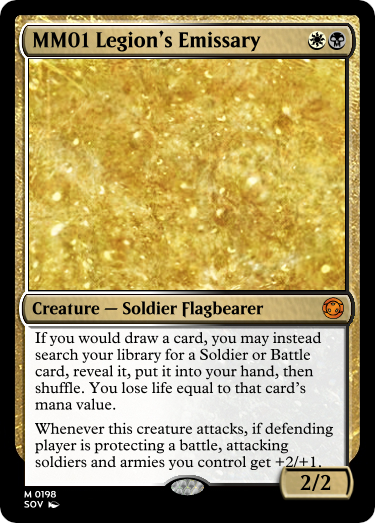 MM01 Legion's Emissary
Creature — Soldier Flagbearer
If you would draw a card, you may instead
search your library for a Soldier or Battle
card, reveal it, put it into your hand, then
shuffle. You lose life equal to that card's
mana value.
Whenever this creature attacks, if defending
player is protecting a battle, attacking
soldiers and armies you control get +2/+1.
2/2
M 0198
SOV